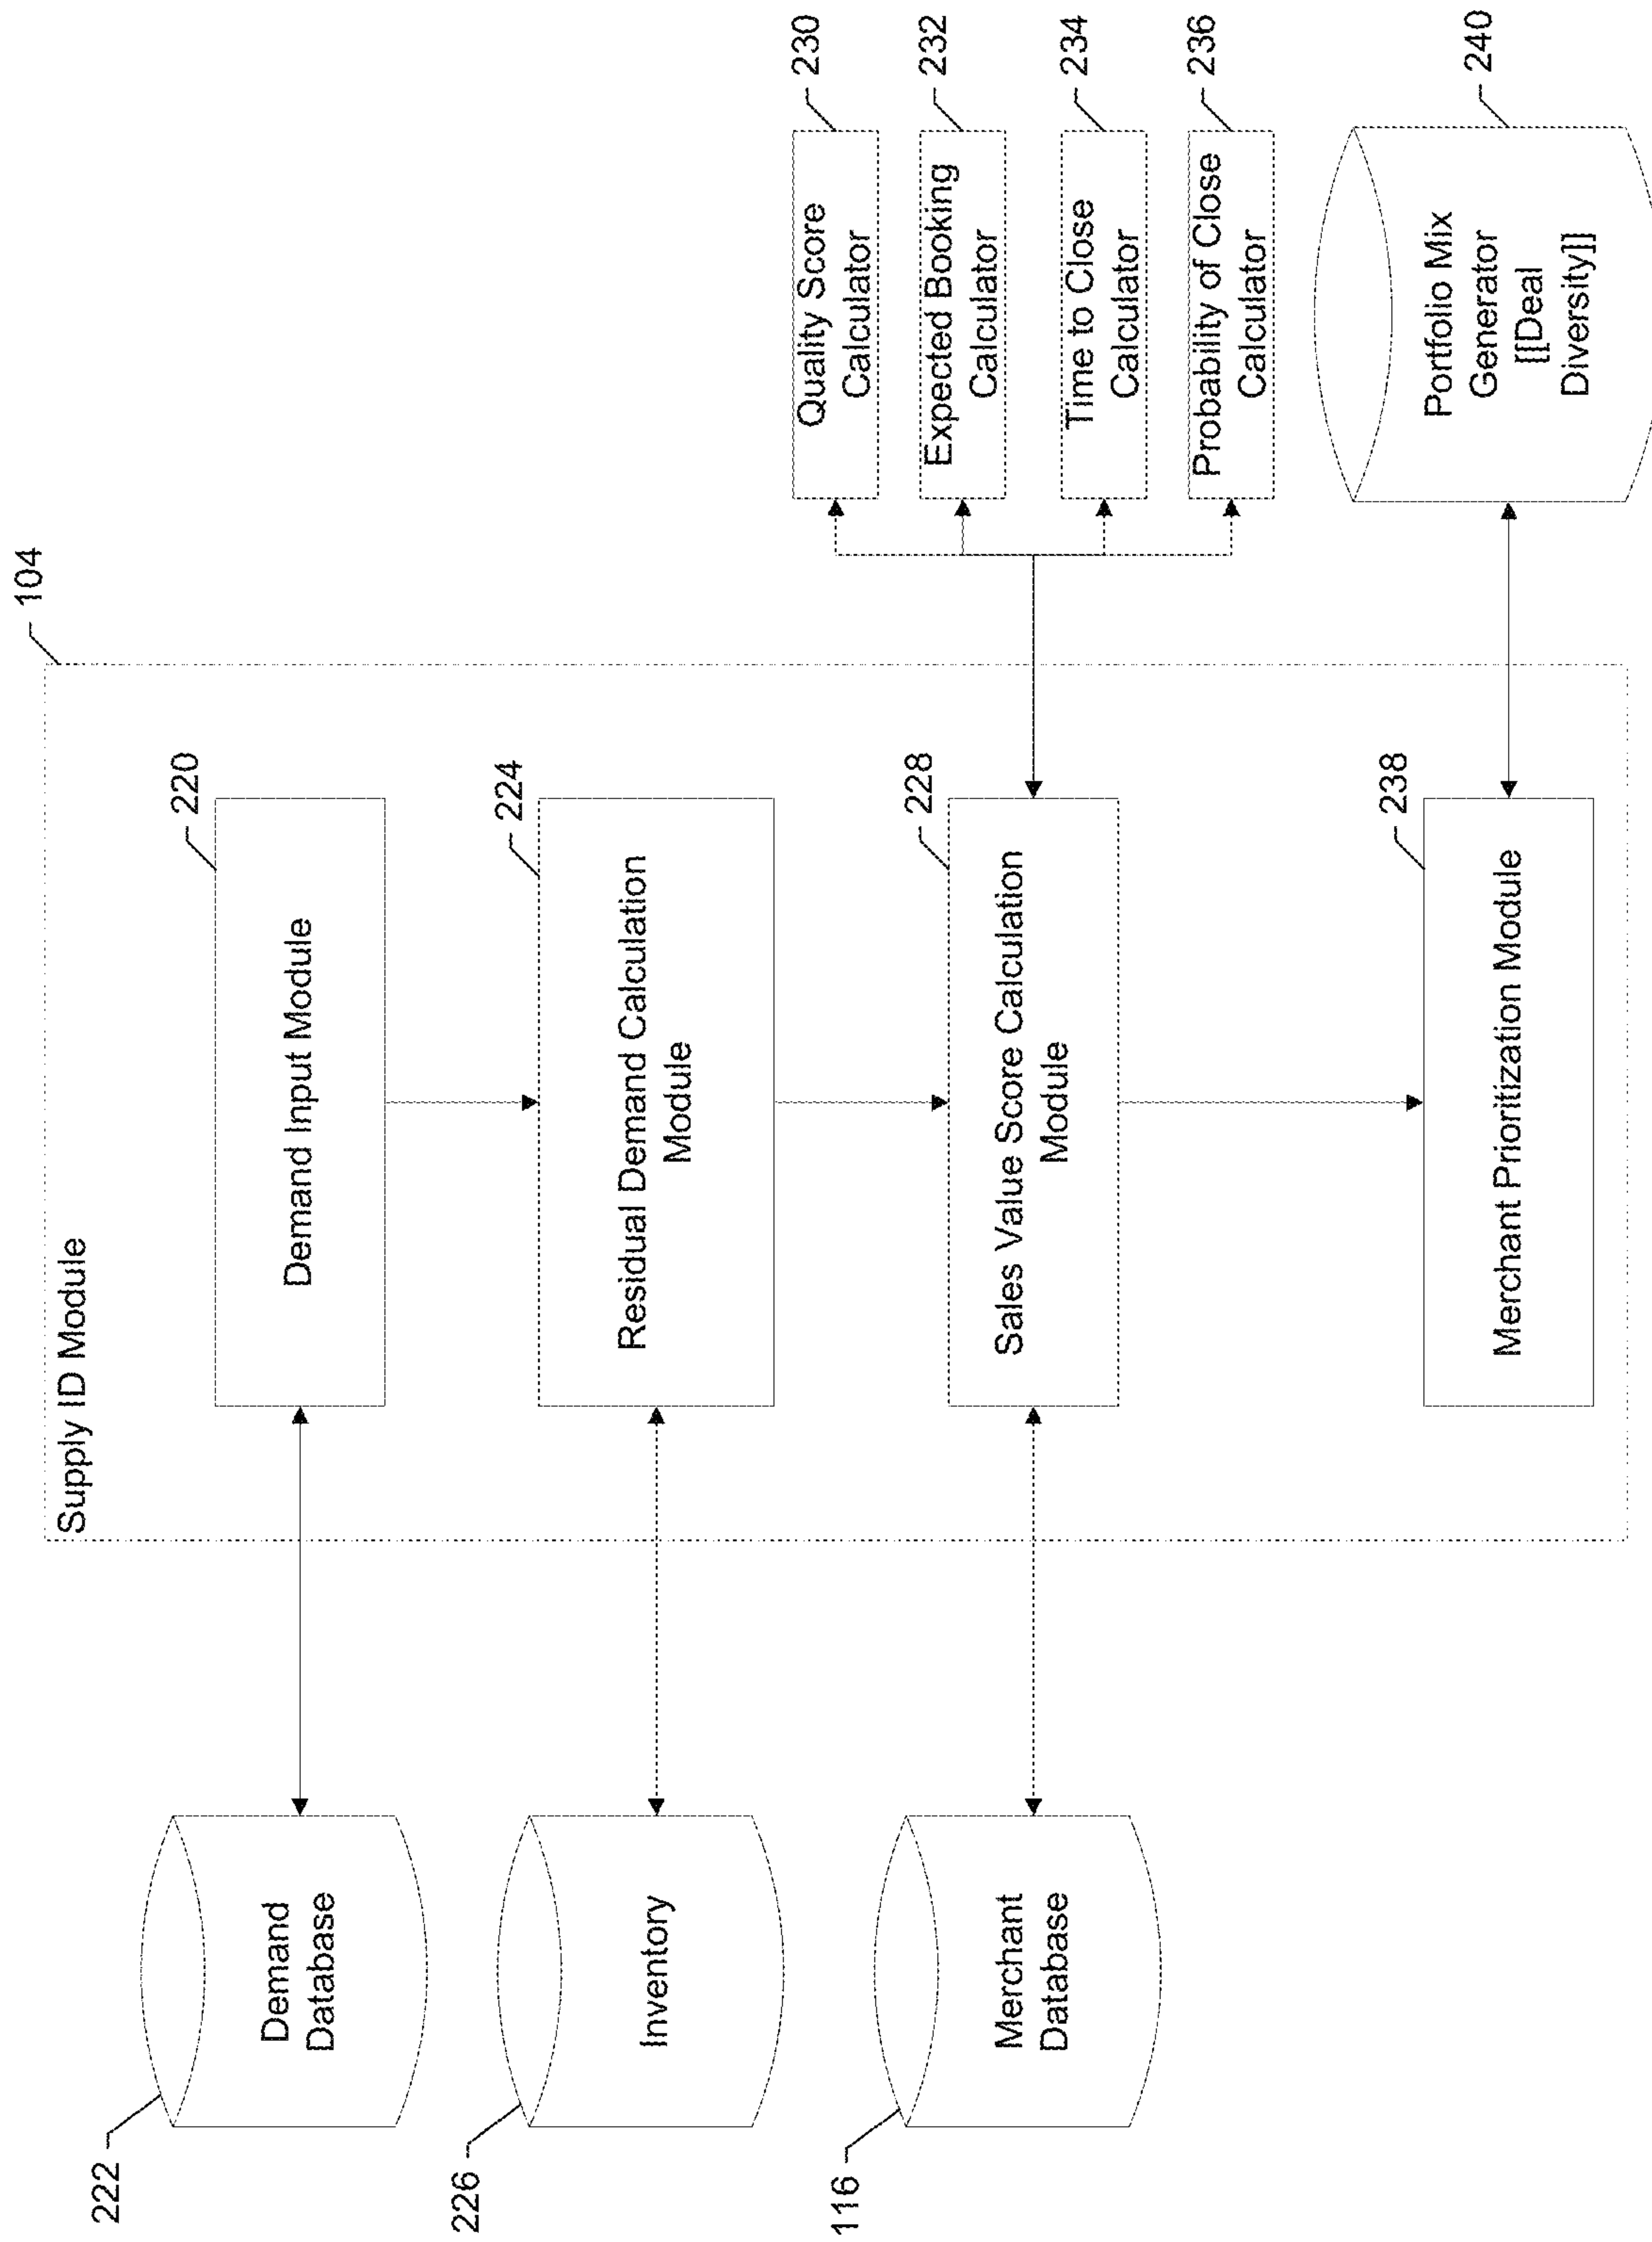 Supply ID Module
104
222
Demand
Database
Demand Input Module
220
226
Inventory
Residual Demand Calculation
Module
224
116
Merchant
Database
Sales Value Score Calculation
Module
228
Quality Score
Calculator
230
Expected Booking
Calculator
232
Time to Close
Calculator
234
Probability of Close
Calculator
236
Merchant Prioritization Module
238
Portfolio Mix
Generator
[[Deal
Diversity]]
240